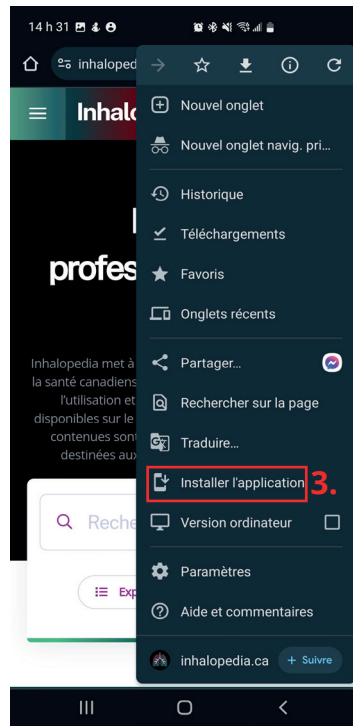 14 h 31
inhaloped
Inhalo
profes
Inhalopedia met à
la santé canadiens
l'utilisation et
disponibles sur le
contenues sont
destinées aux
Reche
Exp
Nouvel onglet
Nouvel onglet navig. pri...
Historique
Téléchargements
Favoris
Onglets récents
Partager...
Rechercher sur la page
Traduire...
Installer l'application
3.
Version ordinateur
Paramètres
Aide et commentaires
inhalopedia.ca
+ Suivre